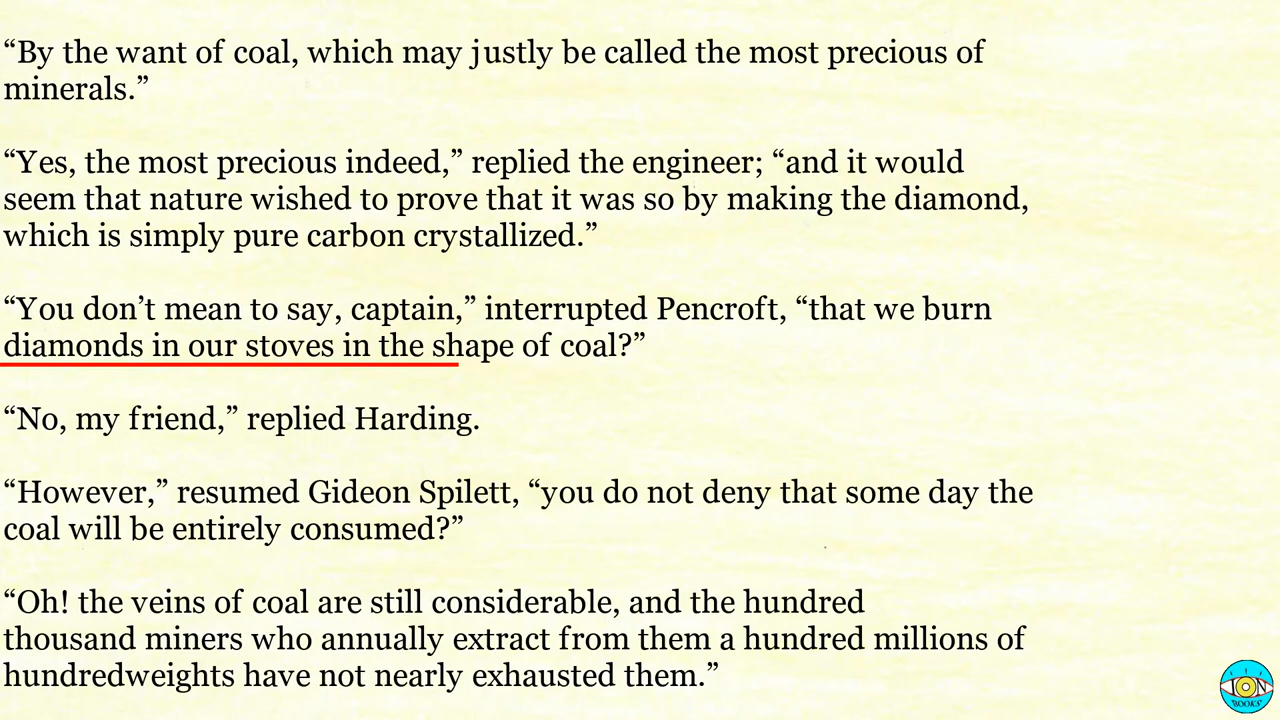 “By the want of coal, which may justly be called the most precious of
minerals.”
“Yes, the most precious indeed,” replied the engineer; “and it would
seem that nature wished to prove that it was so by making the diamond,
which is simply pure carbon crystallized.”
“You don’t mean to say, captain,” interrupted Pencroft, “that we burn
diamonds in our stoves in the shape of coal?”
“No, my friend,” replied Harding.
“However,” resumed Gideon Spilett, “you do not deny that some day the
coal will be entirely consumed?”
“Oh! the veins of coal are still considerable, and the hundred
thousand miners who annually extract from them a hundred millions of
hundredweights have not nearly exhausted them.”
ION
BOOKS